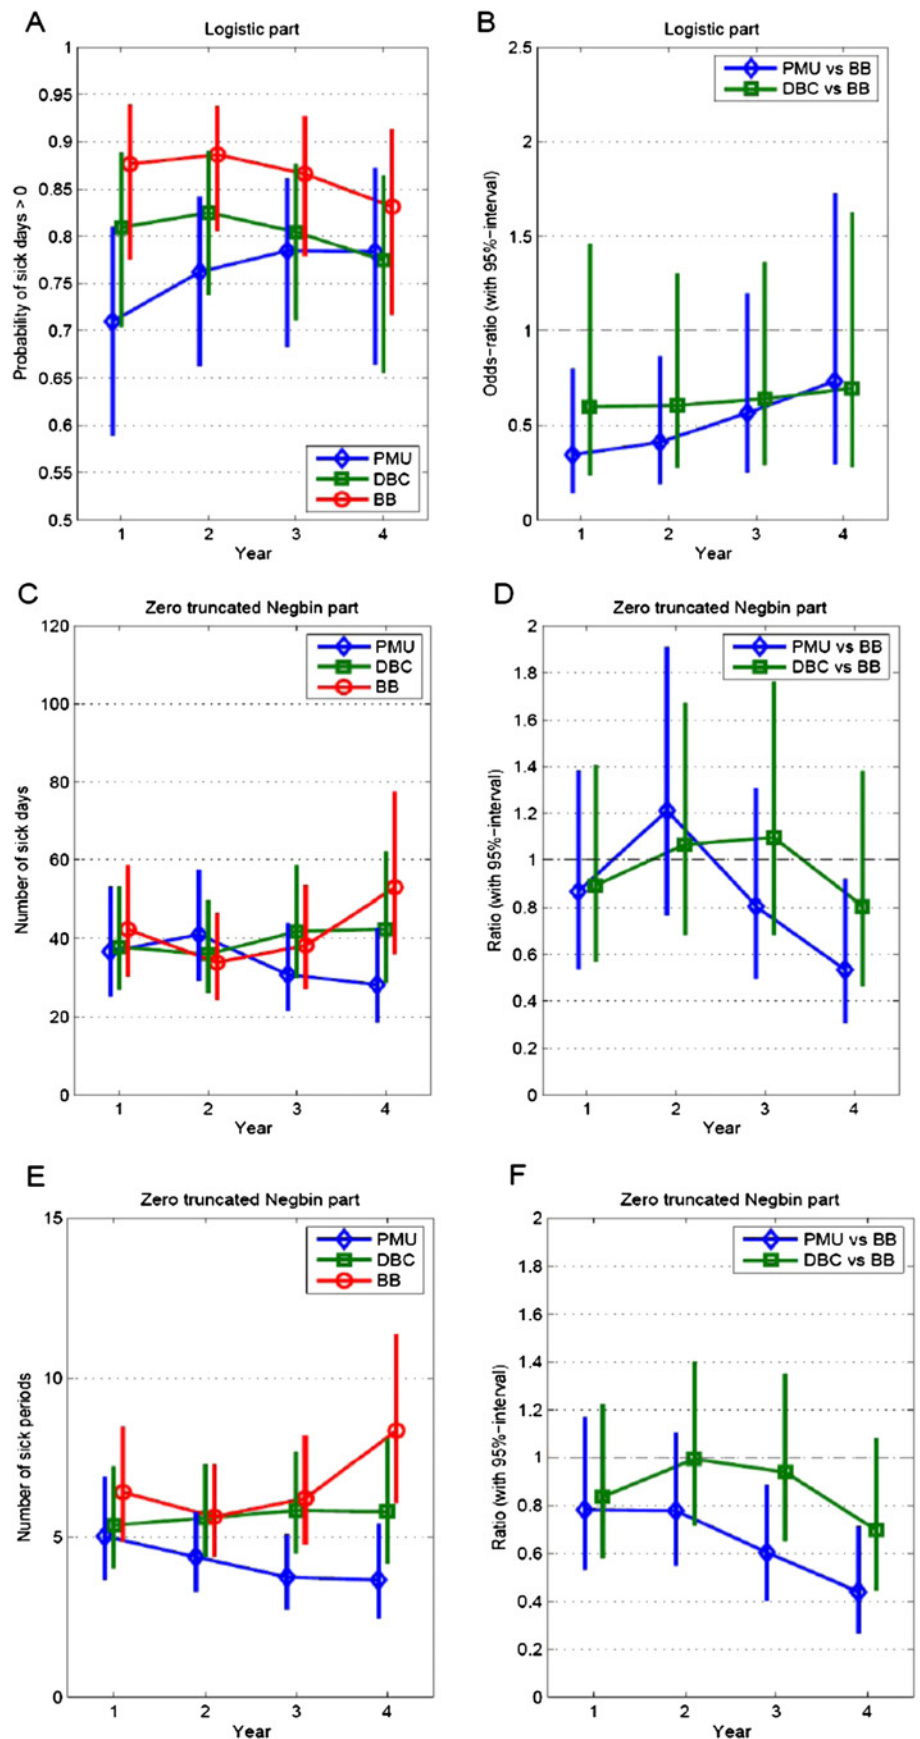 A
Logistic part
1
0.95
0.9
0.85
0.8
0.75
0.7
0.65
0.6
0.55
0.5
Probability of sick days > 0
PMU
DBC
BB
1 2 3 4
Year
B
Logistic part
2.5
2
1.5
1
0.5
0
Odds-ratio (with 95%-interval)
PMU vs BB
DBC vs BB
1 2 3 4
Year
C
Zero truncated Negbin part
120
100
80
60
40
20
0
Number of sick days
PMU
DBC
BB
1 2 3 4
Year
D
Zero truncated Negbin part
2
1.8
1.6
1.4
1.2
1
0.8
0.6
0.4
0.2
0
Ratio (with 95%-interval)
PMU vs BB
DBC vs BB
1 2 3 4
Year
E
Zero truncated Negbin part
15
10
5
0
Number of sick periods
PMU
DBC
BB
1 2 3 4
Year
F
Zero truncated Negbin part
2
1.8
1.6
1.4
1.2
1
0.8
0.6
0.4
0.2
0
Ratio (with 95%-interval)
PMU vs BB
DBC vs BB
1 2 3 4
Year